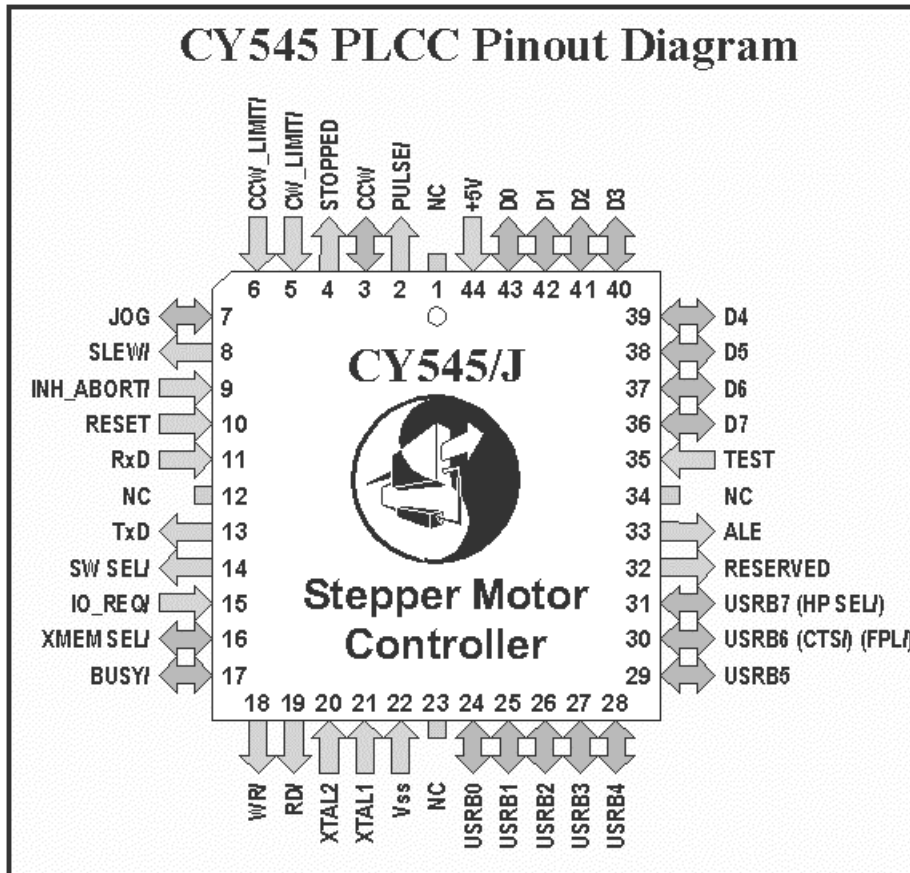 CY545 PLCC Pinout Diagram
CCW_LIMIT/
CW_LIMIT/
STOPPED
CCW
PULSE/
NC
+5V
D0
D1
D2
D3
6 5 4 3 2 1 44 43 42 41 40
JOG 7
SLEW/ 8
INH_ABORT/ 9
RESET 10
RxD 11
NC 12
TxD 13
SW SEL/ 14
IO_REQ/ 15
XMEM SEL/ 16
BUSY/ 17
CY545/J
Stepper Motor
Controller
39 D4
38 D5
37 D6
36 D7
35 TEST
34 NC
33 ALE
32 RESERVED
31 USRB7 (HP SEL/)
30 USRB6 (CTS/) (FPL/)
29 USRB5
18 19 20 21 22 23 24 25 26 27 28
WR/
RD/
XTAL2
XTAL1
Vss
NC
USRB0
USRB1
USRB2
USRB3
USRB4